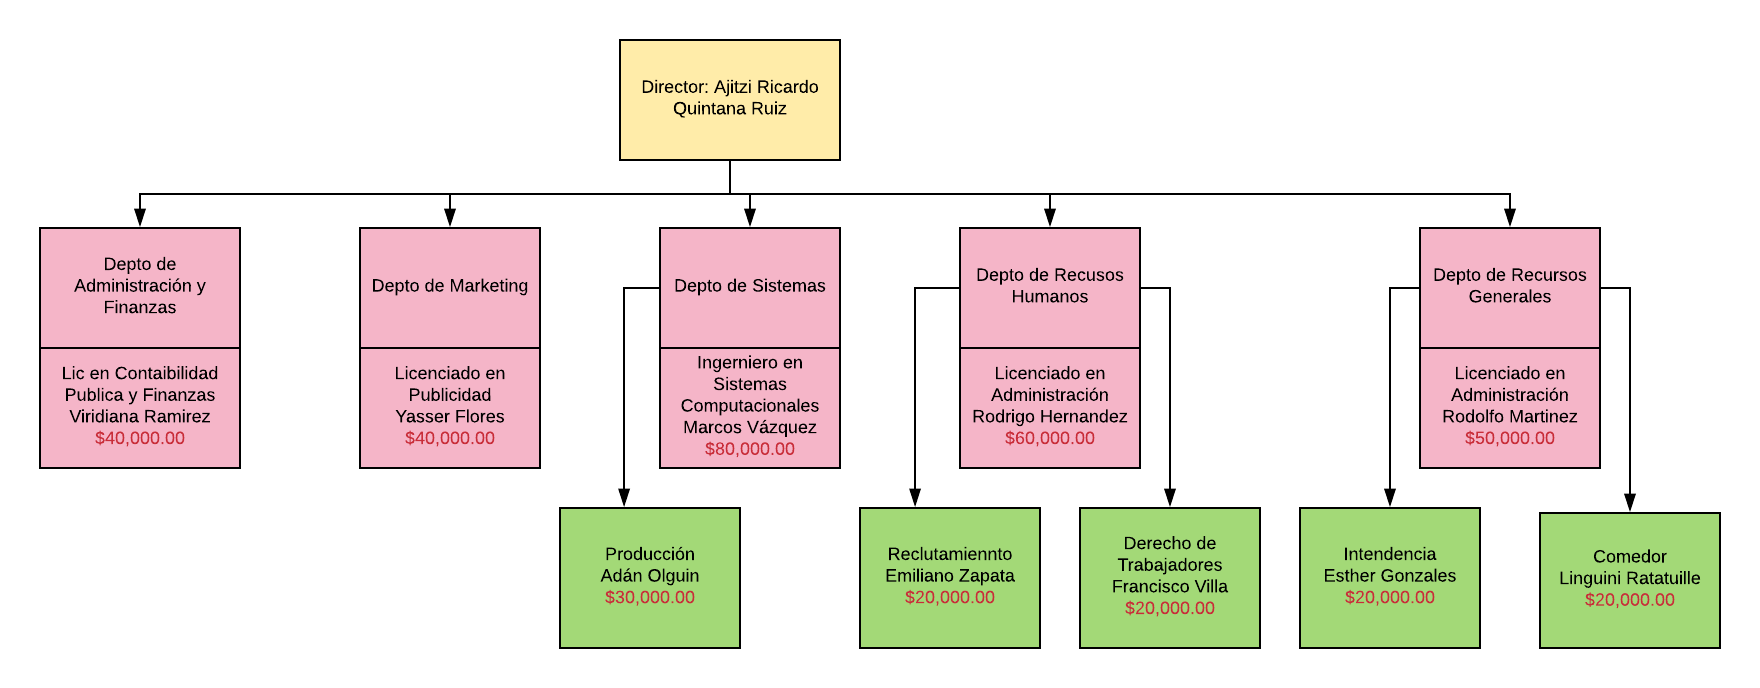 Director: Ajitzi Ricardo
Quintana Ruiz
Depto de
Administración y
Finanzas
Lic en Contaibilidad
Publica y Finanzas
Viridiana Ramirez
$40,000.00
Depto de Marketing
Licenciado en
Publicidad
Yasser Flores
$40,000.00
Depto de Sistemas
Ingerniero en
Sistemas
Computacionales
Marcos Vázquez
$80,000.00
Depto de Recusos
Humanos
Licenciado en
Administración
Rodrigo Hernandez
$60,000.00
Depto de Recursos
Generales
Licenciado en
Administración
Rodolfo Martinez
$50,000.00
Producción
Adán Olguin
$30,000.00
Reclutamiennto
Emiliano Zapata
$20,000.00
Derecho de
Trabajadores
Francisco Villa
$20,000.00
Intendencia
Esther Gonzales
$20,000.00
Comedor
Linguini Ratatuille
$20,000.00